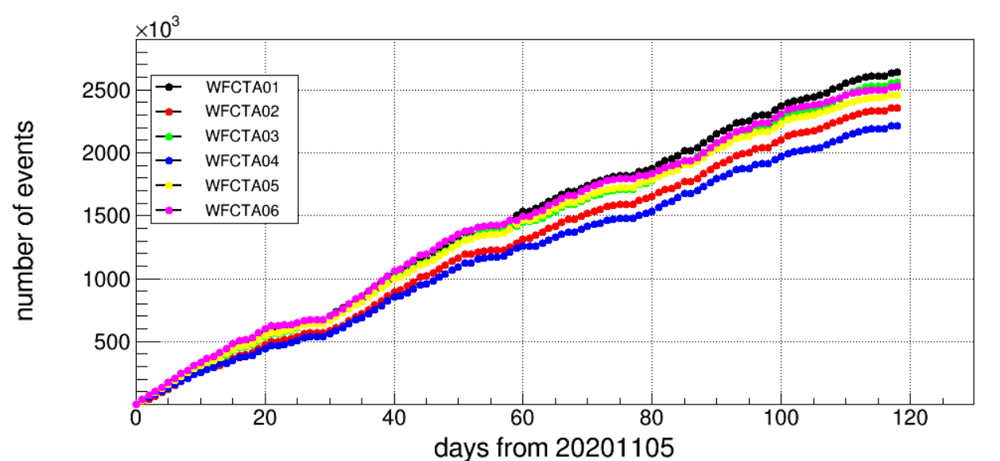 ×10³
2500
2000
1500
1000
500
number of events
WFCTA01
WFCTA02
WFCTA03
WFCTA04
WFCTA05
WFCTA06
0 20 40 60 80 100 120
days from 20201105